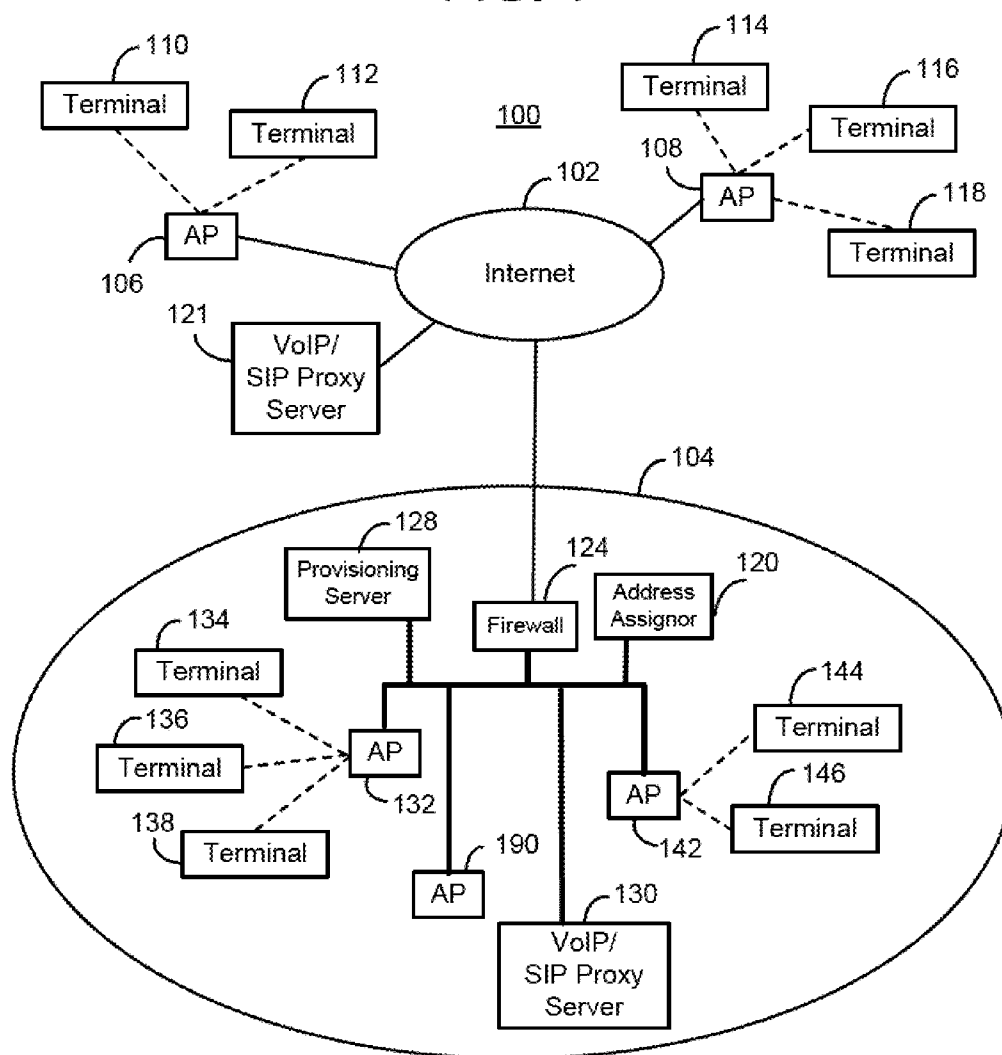 110
Terminal
112
Terminal
100
114
Terminal
116
Terminal
108
AP
118
Terminal
102
Internet
AP
106
121
VoIP/
SIP Proxy
Server
104
128
Provisioning
Server
124
Firewall
120
Address
Assignor
134
Terminal
136
Terminal
138
Terminal
AP
132
190
AP
130
VoIP/
SIP Proxy
Server
AP
142
144
Terminal
146
Terminal